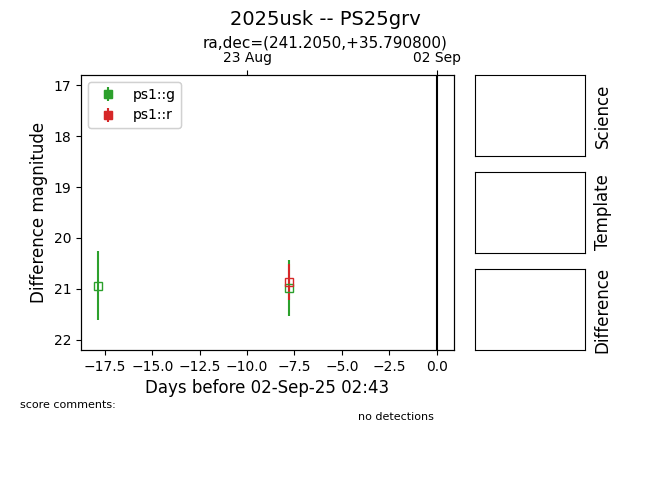 2025usk -- PS25grv
ra,dec=(241.2050,+35.790800)
23 Aug
02 Sep
ps1::g
ps1::r
17
18
19
20
21
22
Difference magnitude
−17.5
−15.0
−12.5
−10.0
−7.5
−5.0
−2.5
0.0
Days before 02-Sep-25 02:43
Science
Template
Difference
score comments:
no detections